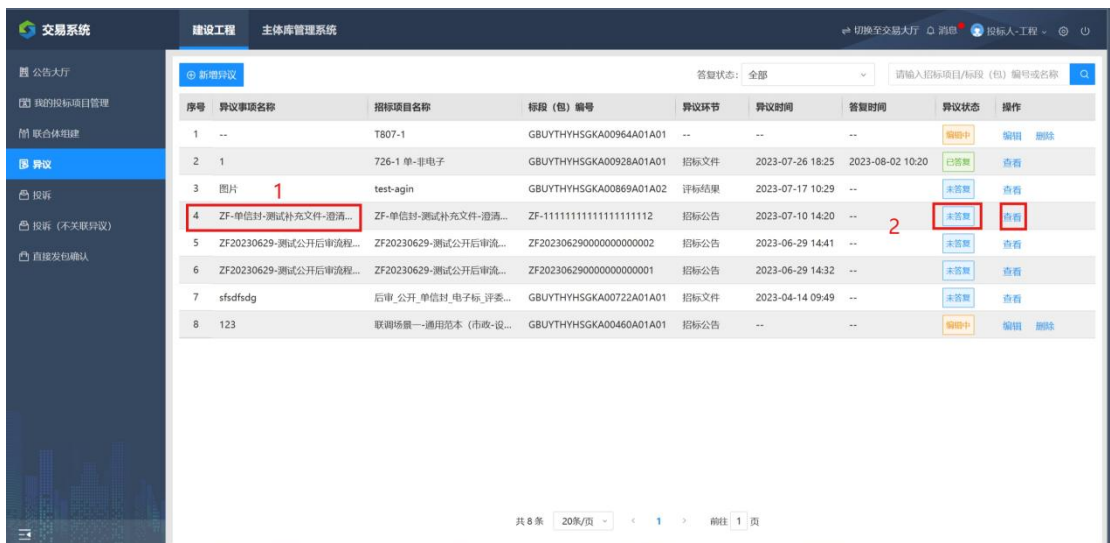 交易系统 建设工程 主体库管理系统 切换至交易大厅 消息 投标人-工程
公告大厅
我的投标项目管理
联合体组建
异议
投诉
投诉（不关联异议）
直接发包确认
新增异议 答复状态: 全部 请输入招标项目/标段（包）编号或名称
序号 异议事项名称 招标项目名称 标段（包）编号 异议环节 异议时间 答复时间 异议状态 操作
1 -- T807-1 GBUYTHYHSGKA00964A01A01 -- -- -- 编辑中 编辑 删除
2 1 726-1 单-非电子 GBUYTHYHSGKA00928A01A01 招标文件 2023-07-26 18:25 2023-08-02 10:20 已答复 查看
3 图片 test-agin GBUYTHYHSGKA00869A01A02 评标结果 2023-07-17 10:29 -- 未答复 查看
1
4 ZF-单信封-测试补充文件-澄清... ZF-单信封-测试补充文件-澄清... ZF-11111111111111111112 招标公告 2023-07-10 14:20 -- 未答复 查看
2
5 ZF20230629-测试公开后审流程... ZF20230629-测试公开后审流... ZF202306290000000000002 招标公告 2023-06-29 14:41 -- 未答复 查看
6 ZF20230629-测试公开后审流程... ZF20230629-测试公开后审流... ZF202306290000000000001 招标公告 2023-06-29 14:32 -- 未答复 查看
7 sfsdfsdg 后审_公开_单信封_电子标_评委... GBUYTHYHSGKA00722A01A01 招标文件 2023-04-14 09:49 -- 未答复 查看
8 123 联调场景一-通用范本（市政-设... GBUYTHYHSGKA00460A01A01 招标公告 -- -- 编辑中 编辑 删除
共 8 条 20条/页 1 前往 1 页